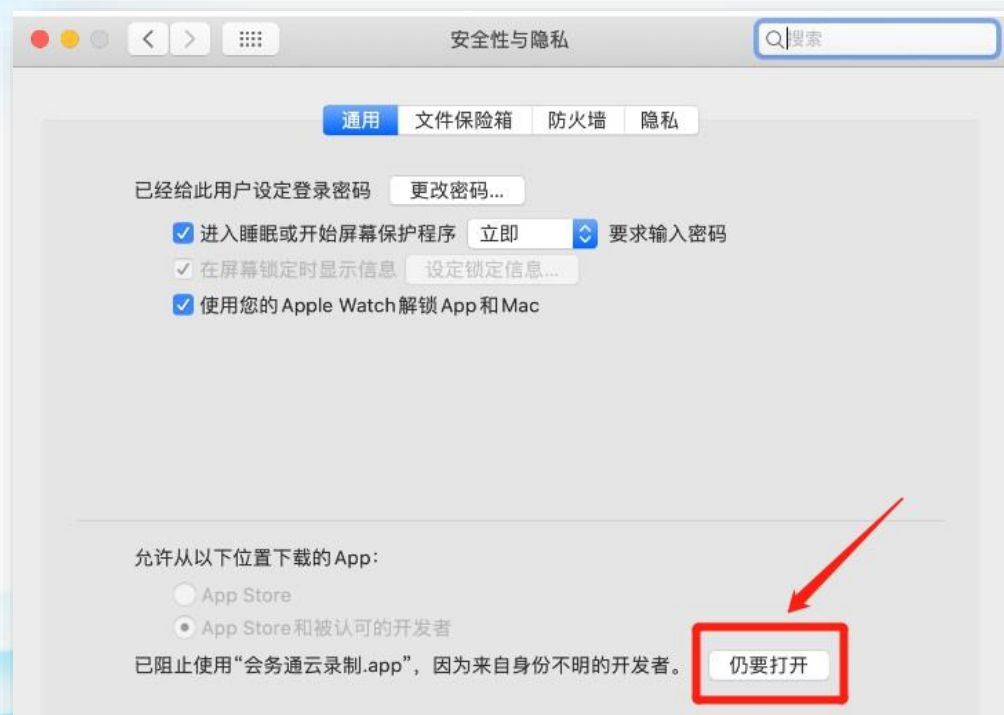 安全性与隐私
搜索
通用 文件保险箱 防火墙 隐私
已经给此用户设定登录密码 更改密码...
进入睡眠或开始屏幕保护程序 立即 要求输入密码
在屏幕锁定时显示信息 设定锁定信息...
使用您的Apple Watch解锁App和Mac
允许从以下位置下载的App：
App Store
App Store和被认可的开发者
已阻止使用“会务通云录制.app”，因为来自身份不明的开发者。 仍要打开